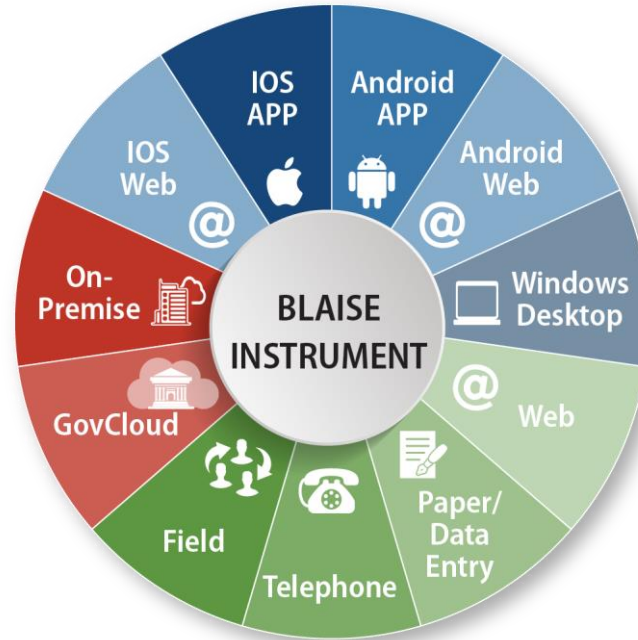 IOS
APP
Android
APP
Android
Web
@
Windows
Desktop
@
Web
Paper/
Data
Entry
Telephone
Field
GovCloud
On-
Premise
IOS
Web
@
BLAISE
INSTRUMENT